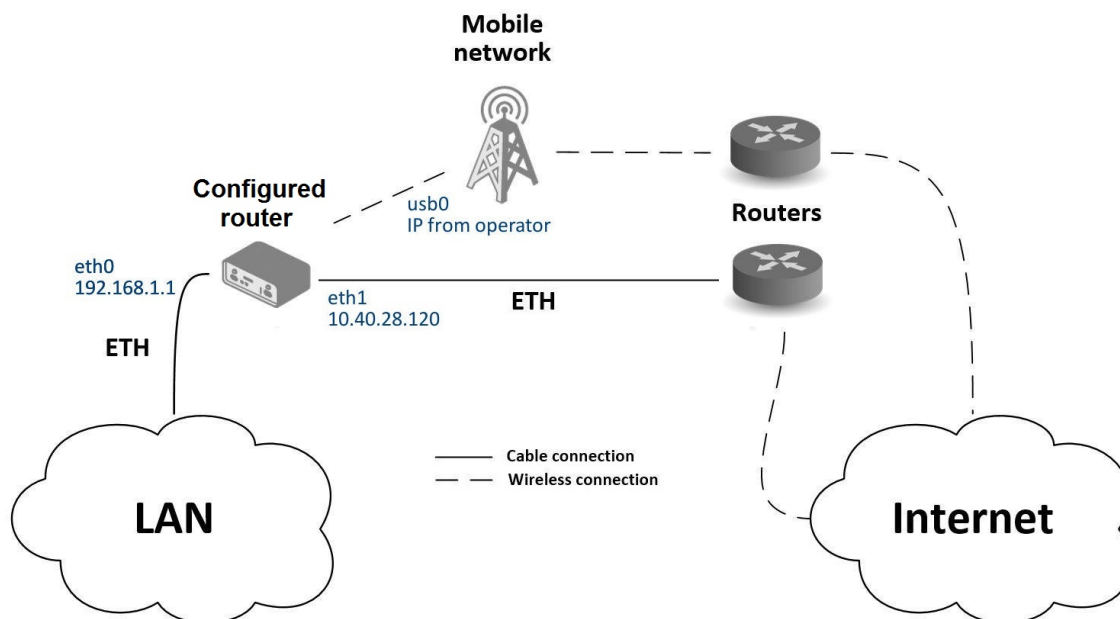 Mobile
network
Configured
router
usb0
IP from operator
Routers
eth0
192.168.1.1
eth1
10.40.28.120
ETH
ETH
Cable connection
Wireless connection
LAN
Internet